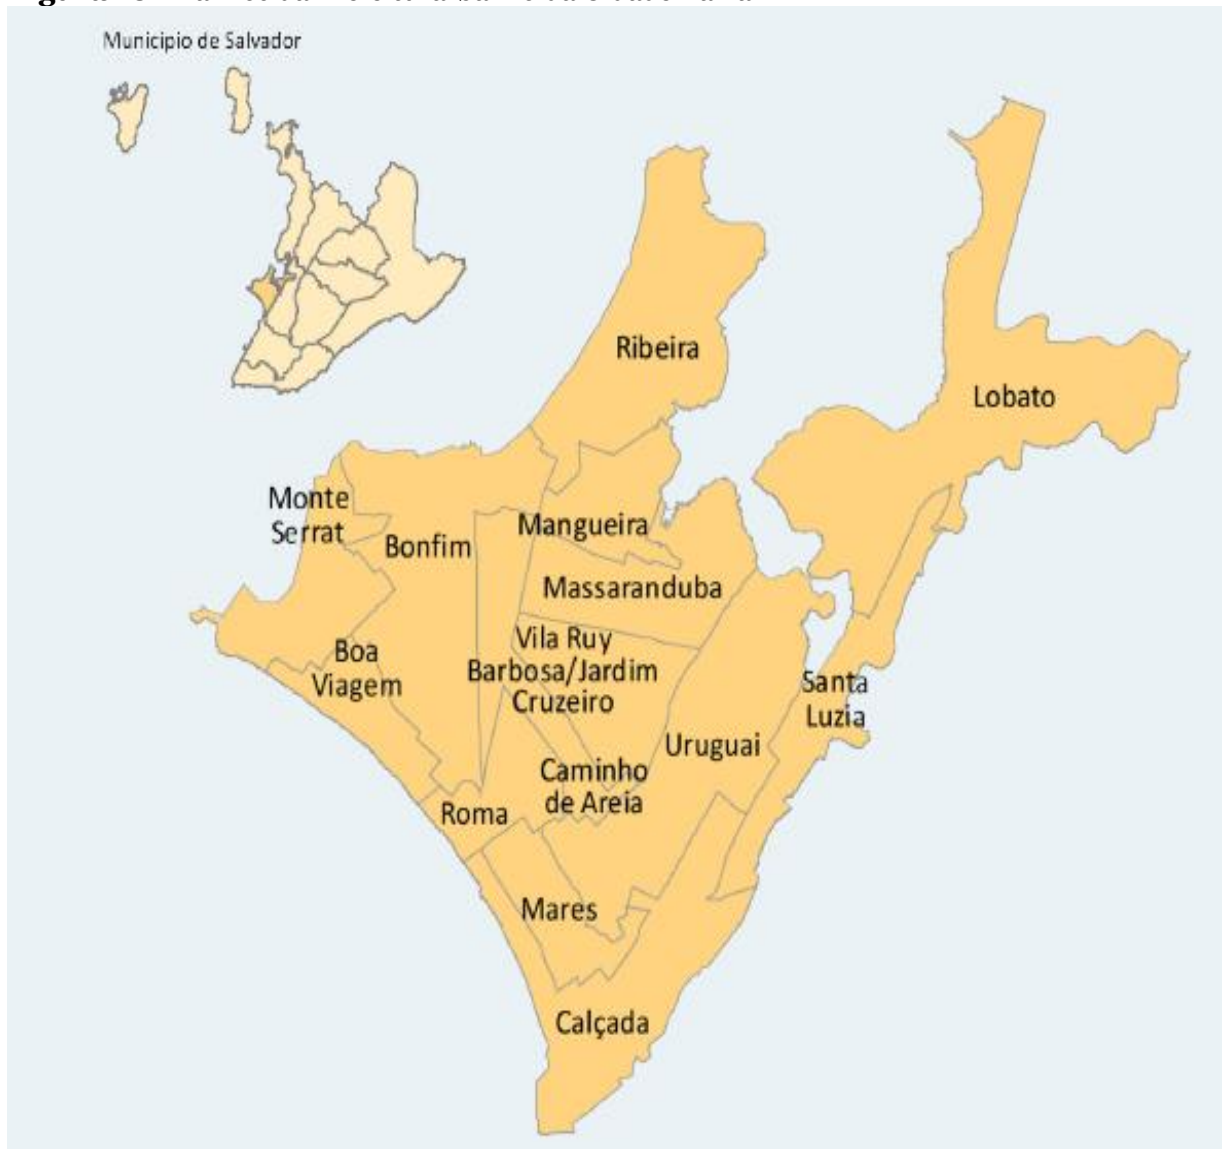 Municipio de Salvador
Ribeira
Lobato
Monte
Serrat
Bonfim
Mangueira
Massaranduba
Vila Ruy
Barbosa/Jardim
Cruzeiro
Boa
Viagem
Santa
Luzia
Uruguai
Caminho
de Areia
Roma
Mares
Calçada